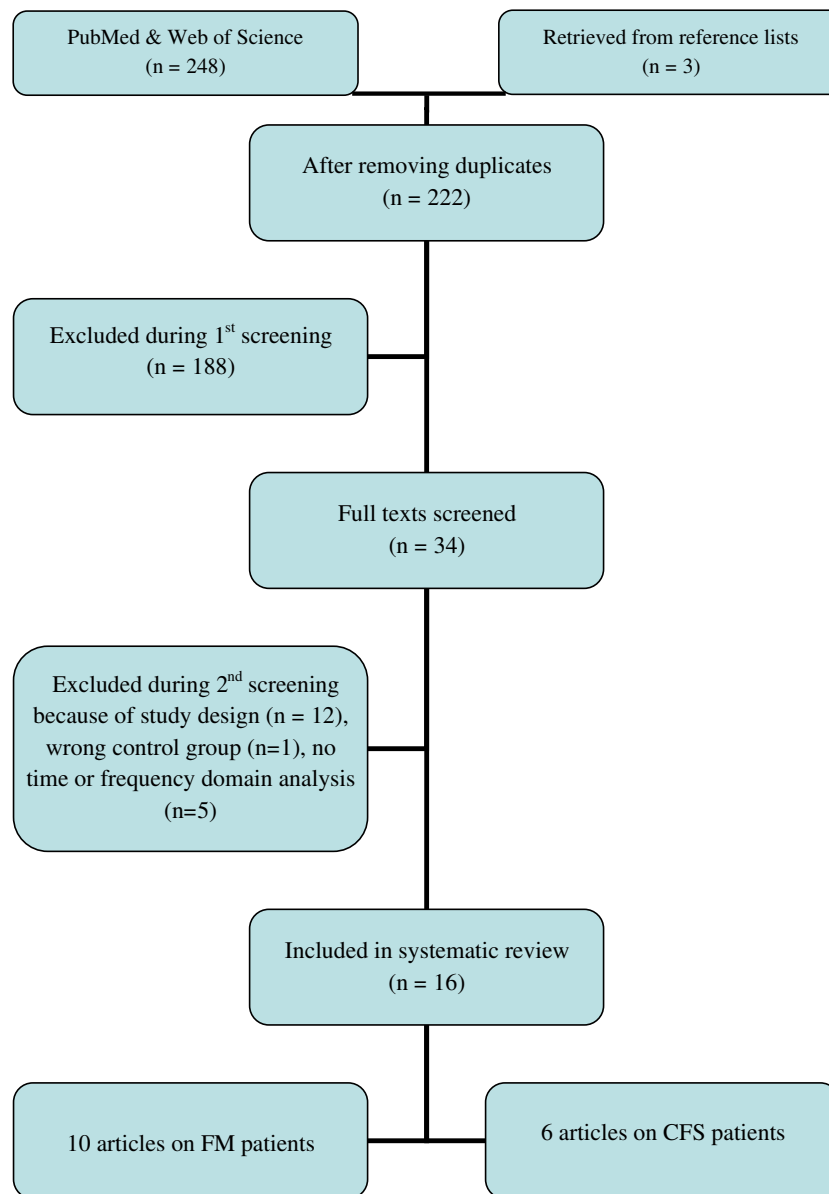 PubMed & Web of Science
(n = 248)
Retrieved from reference lists
(n = 3)
After removing duplicates
(n = 222)
Excluded during 1st screening
(n = 188)
Full texts screened
(n = 34)
Excluded during 2nd screening
because of study design (n = 12),
wrong control group (n=1), no
time or frequency domain analysis
(n=5)
Included in systematic review
(n = 16)
10 articles on FM patients
6 articles on CFS patients